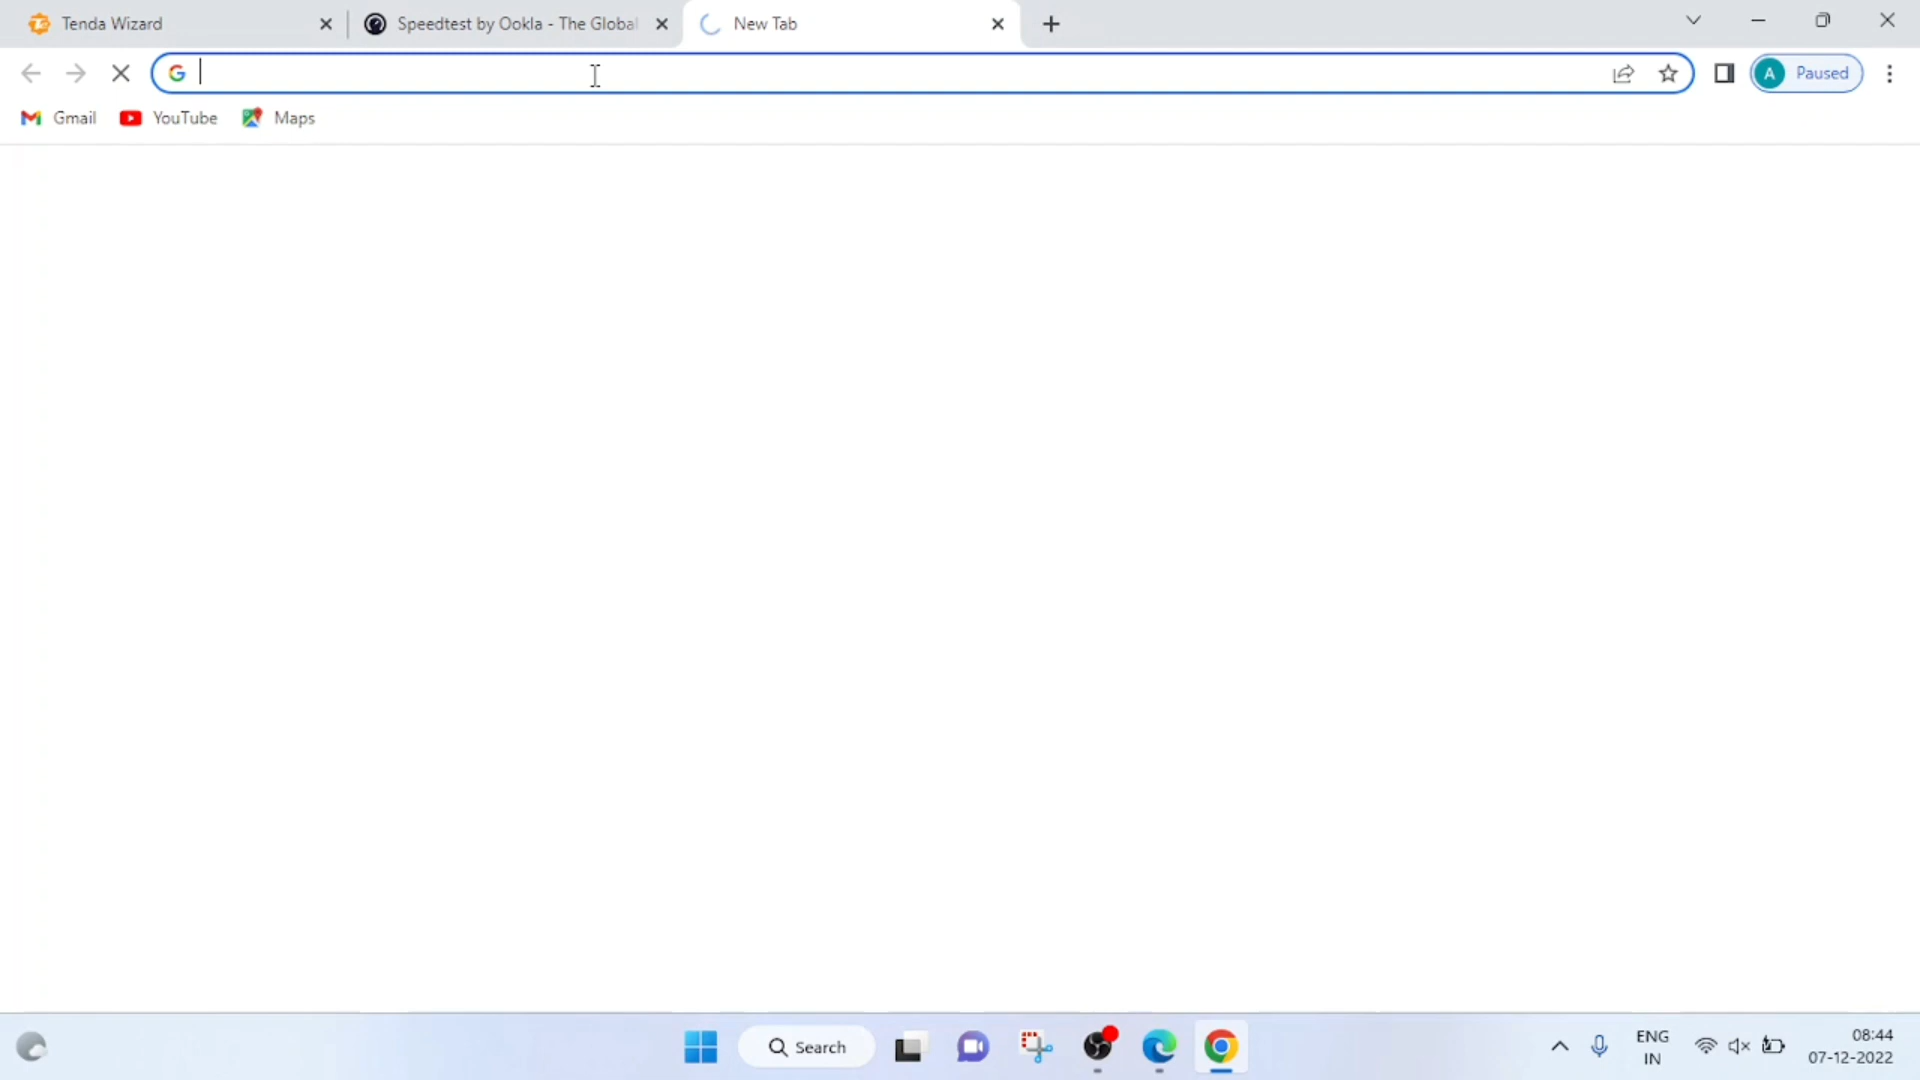 Tenda Wizard
Speedtest by Ookla - The Global
New Tab
A Paused
Gmail
YouTube
Maps
Search
ENG
IN
08:44
07-12-2022